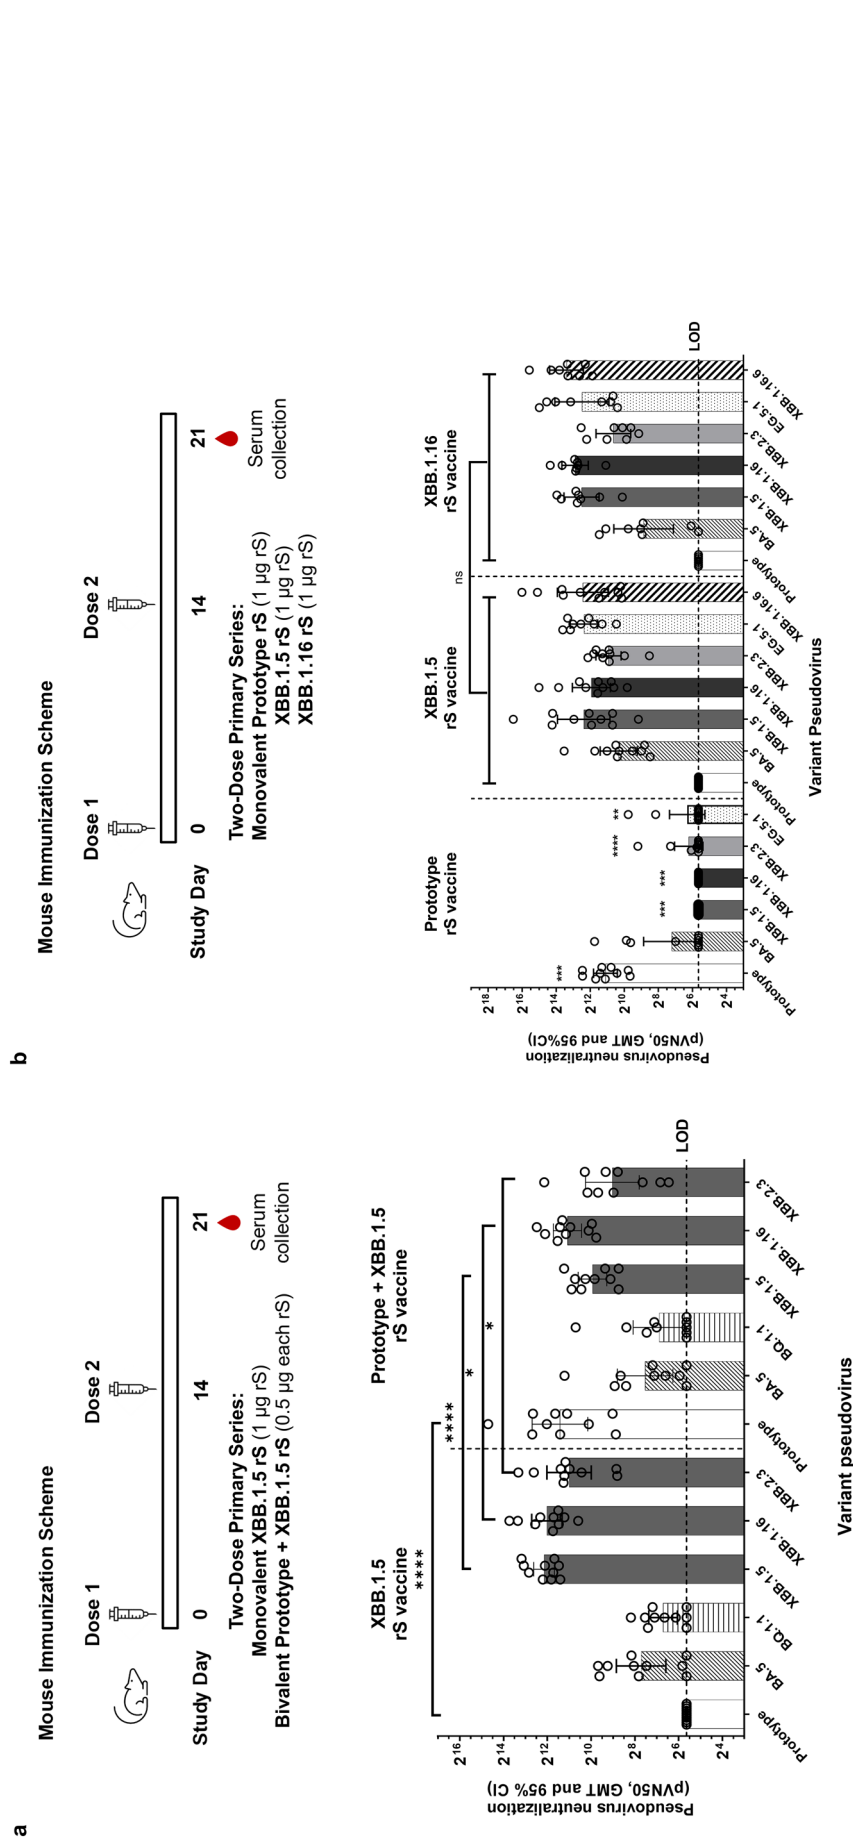 a
Mouse Immunization Scheme
Dose 1
Dose 2
Study Day
0
14
21
Serum
collection
Two-Dose Primary Series:
Monovalent XBB.1.5 rS (1 µg rS)
Bivalent Prototype + XBB.1.5 rS (0.5 µg each rS)
XBB.1.5
rS vaccine
Prototype + XBB.1.5
rS vaccine
****
****
*
*
Pseudovirus neutralization
(pVN50, GMT and 95% CI)
2^16
2^14
2^12
2^10
2^8
2^6
2^4
LOD
Prototype
BA.5
BQ.1.1
XBB.1.5
XBB.1.16
XBB.2.3
Prototype
BA.5
BQ.1.1
XBB.1.5
XBB.1.16
XBB.2.3
Variant pseudovirus
b
Mouse Immunization Scheme
Dose 1
Dose 2
Study Day
0
14
21
Serum
collection
Two-Dose Primary Series:
Monovalent Prototype rS (1 µg rS)
XBB.1.5 rS (1 µg rS)
XBB.1.16 rS (1 µg rS)
Prototype
rS vaccine
XBB.1.5
rS vaccine
XBB.1.16
rS vaccine
ns
***
***
***
****
**
Pseudovirus neutralization
(pVN50, GMT and 95%CI)
2^18
2^16
2^14
2^12
2^10
2^8
2^6
2^4
LOD
Prototype
BA.5
XBB.1.5
XBB.1.16
XBB.2.3
EG.5.1
Prototype
BA.5
XBB.1.5
XBB.1.16
XBB.2.3
EG.5.1
XBB.1.16.6
Prototype
BA.5
XBB.1.5
XBB.1.16
XBB.2.3
EG.5.1
XBB.1.16.6
Variant Pseudovirus